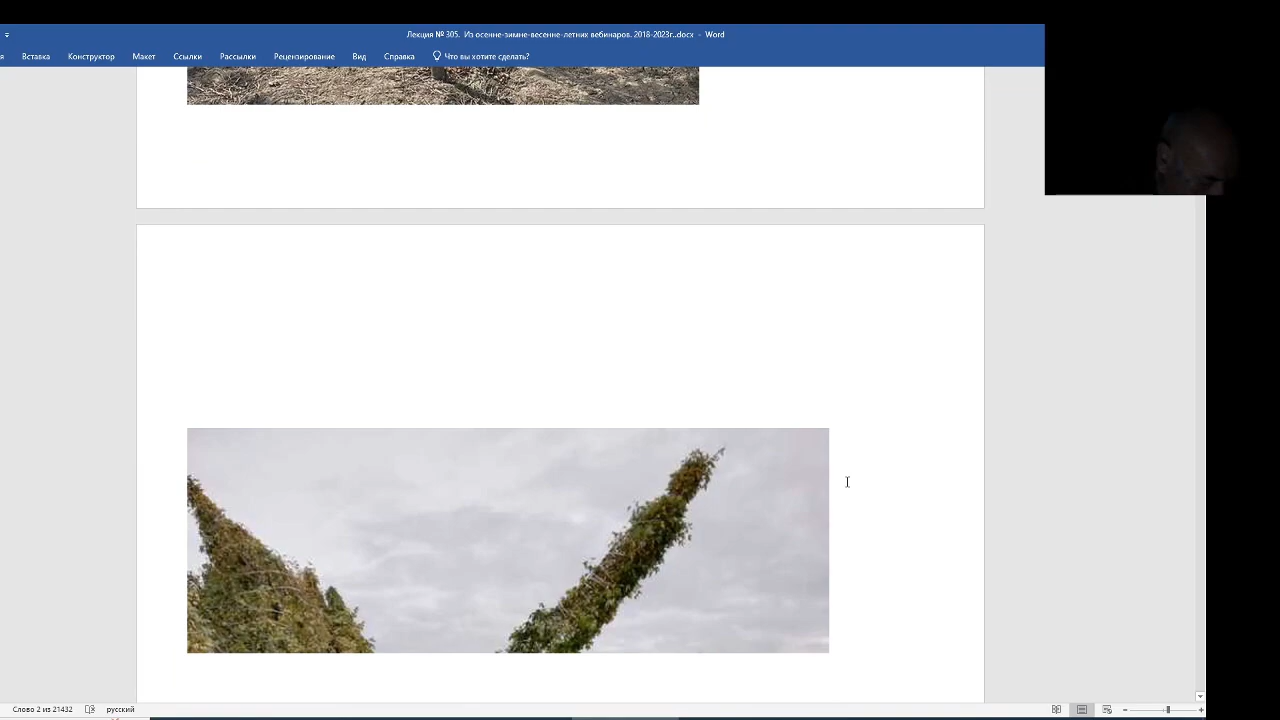 Лекция № 305. Из осенне-зимне-весенне-летних вебинаров. 2018-2023г..docx - Word
я Вставка Конструктор Макет Ссылки Рассылки Рецензирование Вид Справка Что вы хотите сделать?
Слово 2 из 21432 русский